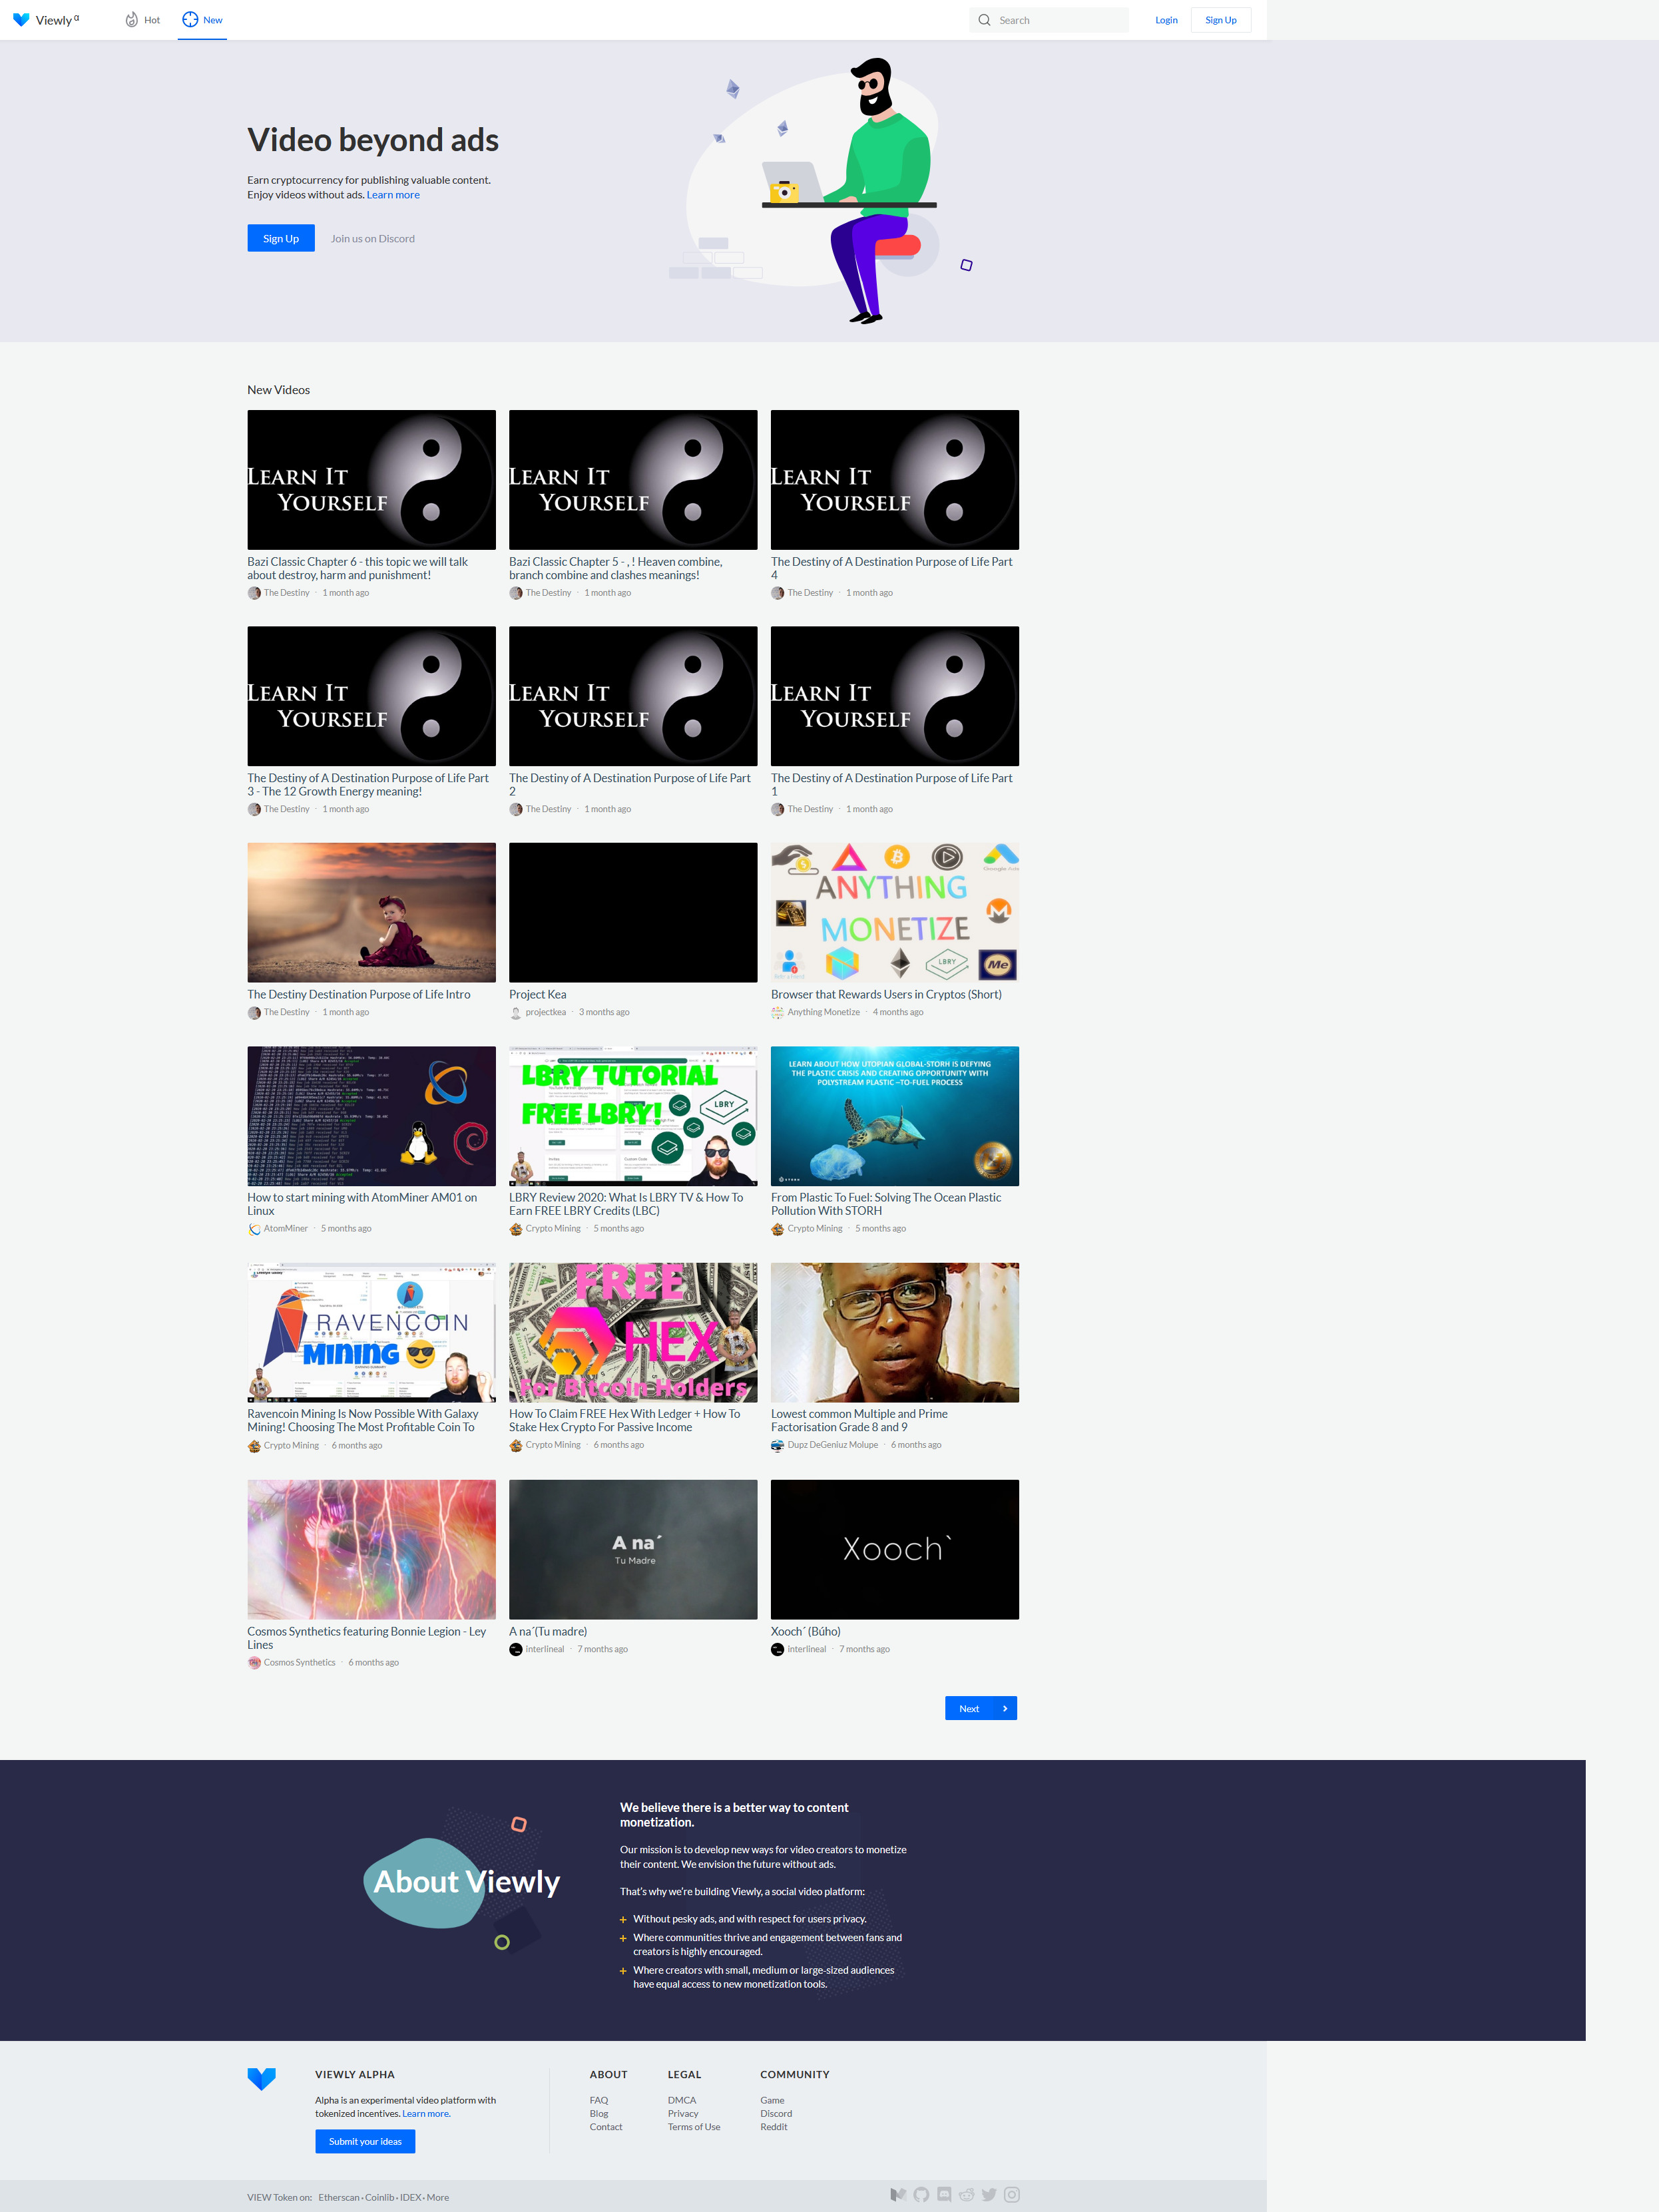 Viewly α
Hot
New
Search
Login
Sign Up
Video beyond ads
Earn cryptocurrency for publishing valuable content.
Enjoy videos without ads. Learn more
Sign Up
Join us on Discord
New Videos
LEARN IT
YOURSELF
LEARN IT
YOURSELF
LEARN IT
YOURSELF
Bazi Classic Chapter 6 - this topic we will talk
about destroy, harm and punishment!
The Destiny · 1 month ago
Bazi Classic Chapter 5 - , ! Heaven combine,
branch combine and clashes meanings!
The Destiny · 1 month ago
The Destiny of A Destination Purpose of Life Part
4
The Destiny · 1 month ago
LEARN IT
YOURSELF
LEARN IT
YOURSELF
LEARN IT
YOURSELF
The Destiny of A Destination Purpose of Life Part
3 - The 12 Growth Energy meaning!
The Destiny · 1 month ago
The Destiny of A Destination Purpose of Life Part
2
The Destiny · 1 month ago
The Destiny of A Destination Purpose of Life Part
1
The Destiny · 1 month ago
ANYTHING
MONETIZE
LBRY
Me
The Destiny Destination Purpose of Life Intro
The Destiny · 1 month ago
Project Kea
projectkea · 3 months ago
Browser that Rewards Users in Cryptos (Short)
Anything Monetize · 4 months ago
LBRY TUTORIAL
FREE LBRY!
LBRY
LEARN ABOUT HOW UTOPIAN GLOBAL-STORH IS DEFYING
THE PLASTIC CRISIS AND CREATING OPPORTUNITY WITH
POLYSTREAM PLASTIC –TO-FUEL PROCESS
STORH
How to start mining with AtomMiner AM01 on
Linux
AtomMiner · 5 months ago
LBRY Review 2020: What Is LBRY TV & How To
Earn FREE LBRY Credits (LBC)
Crypto Mining · 5 months ago
From Plastic To Fuel: Solving The Ocean Plastic
Pollution With STORH
Crypto Mining · 5 months ago
RAVENCOIN
MINING
FREE
HEX
For Bitcoin Holders
Ravencoin Mining Is Now Possible With Galaxy
Mining! Choosing The Most Profitable Coin To
Crypto Mining · 6 months ago
How To Claim FREE Hex With Ledger + How To
Stake Hex Crypto For Passive Income
Crypto Mining · 6 months ago
Lowest common Multiple and Prime
Factorisation Grade 8 and 9
Dupz DeGeniuz Molupe · 6 months ago
A na´
Tu Madre
Xooch`
Cosmos Synthetics featuring Bonnie Legion - Ley
Lines
Cosmos Synthetics · 6 months ago
A na´(Tu madre)
interlineal · 7 months ago
Xooch´ (Búho)
interlineal · 7 months ago
Next
About Viewly
We believe there is a better way to content
monetization.
Our mission is to develop new ways for video creators to monetize
their content. We envision the future without ads.
That’s why we’re building Viewly, a social video platform:
Without pesky ads, and with respect for users privacy.
Where communities thrive and engagement between fans and
creators is highly encouraged.
Where creators with small, medium or large-sized audiences
have equal access to new monetization tools.
VIEWLY ALPHA
Alpha is an experimental video platform with
tokenized incentives. Learn more.
Submit your ideas
ABOUT
FAQ
Blog
Contact
LEGAL
DMCA
Privacy
Terms of Use
COMMUNITY
Game
Discord
Reddit
VIEW Token on: Etherscan · Coinlib · IDEX · More